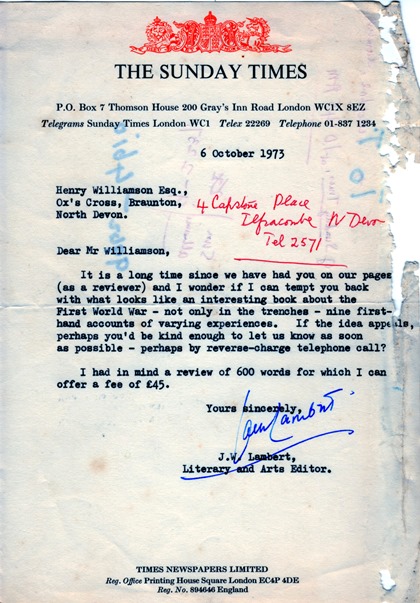 THE SUNDAY TIMES
P.O. Box 7 Thomson House 200 Gray's Inn Road London WC1X 8EZ
Telegrams Sunday Times London WC1 Telex 22269 Telephone 01-837 1234
6 October 1973
Henry Williamson Esq.,
Ox's Cross, Braunton,
North Devon.
4 Capstone Place
Ilfracombe N Devon
Tel 2571
Dear Mr Williamson,
It is a long time since we have had you on our pages
(as a reviewer) and I wonder if I can tempt you back
with what looks like an interesting book about the
First World War - not only in the trenches - nine first-
hand accounts of varying experiences. If the idea appeals,
perhaps you'd be kind enough to let us know as soon
as possible - perhaps by reverse-charge telephone call?
I had in mind a review of 600 words for which I can
offer a fee of £45.
Yours sincerely,
Jack Lambert
J.W. Lambert,
Literary and Arts Editor.
TIMES NEWSPAPERS LIMITED
Reg. Office Printing House Square London EC4P 4DE
Reg. No. 894646 England